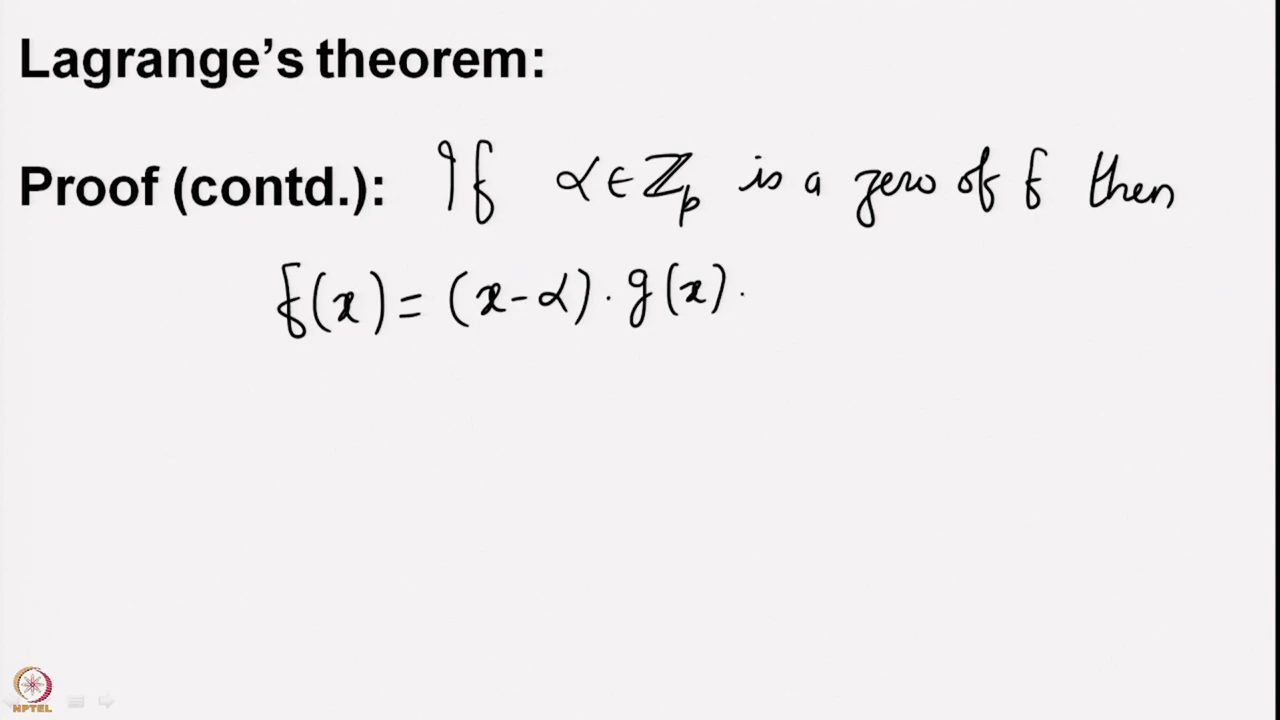 Lagrange's theorem:
Proof (contd.): If α ∈ ℤₚ is a zero of f then
f(x) = (x-α) · g(x) .
NPTEL